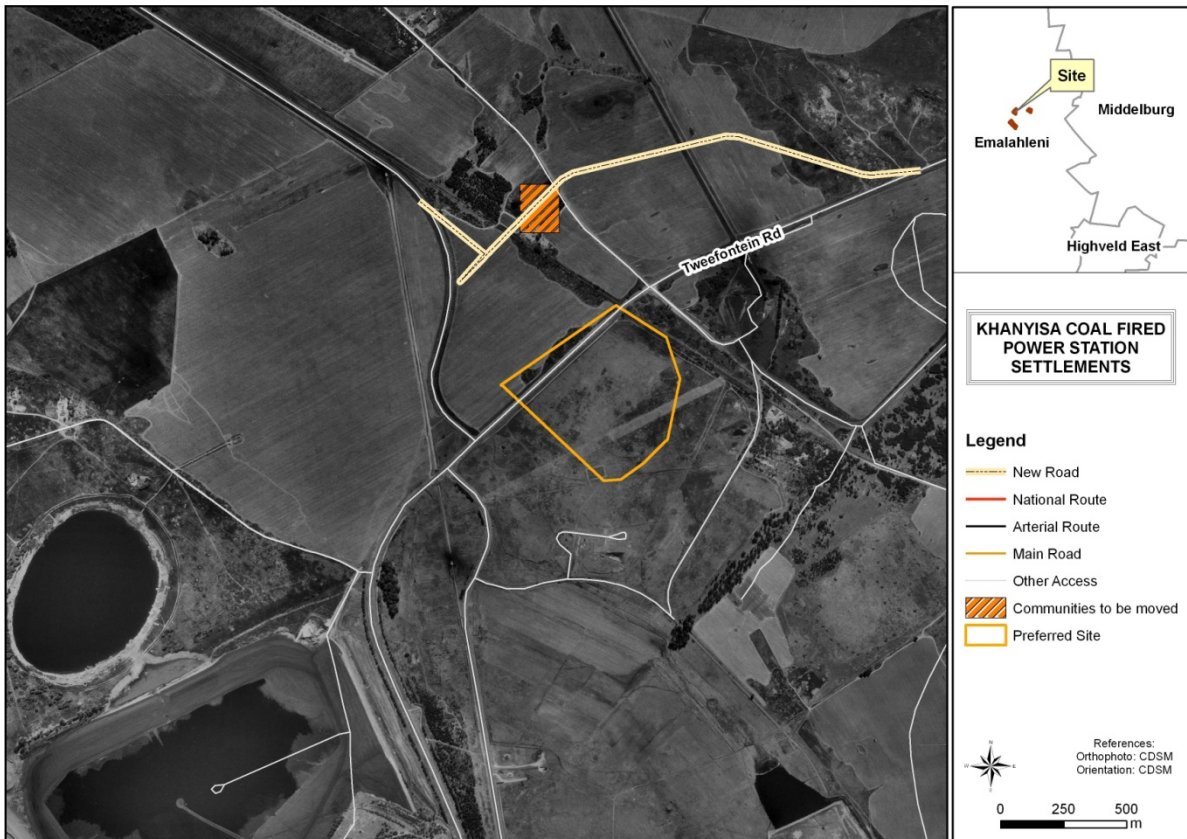 Tweefontein Rd
Site
Middelburg
Emalahleni
Highveld East
KHANYISA COAL FIRED
POWER STATION
SETTLEMENTS
Legend
New Road
National Route
Arterial Route
Main Road
Other Access
Communities to be moved
Preferred Site
N
W E
S
References:
Orthophoto: CDSM
Orientation: CDSM
0 250 500
m